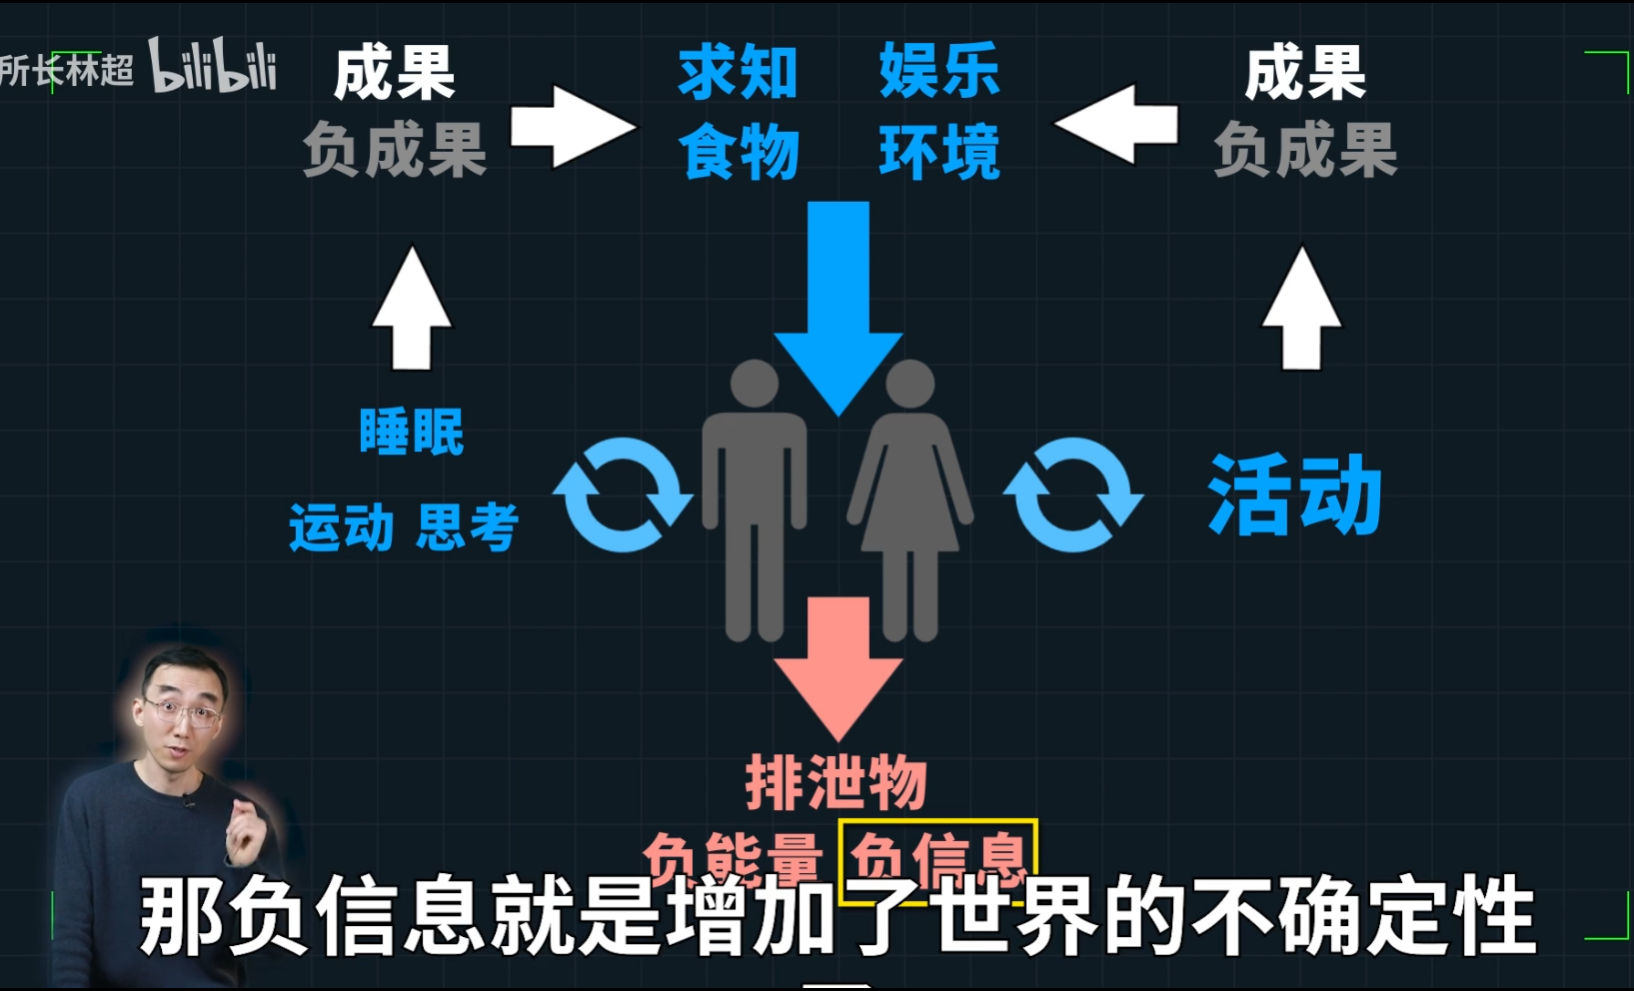 所长林超 bilibili
成果
负成果
求知 娱乐
食物 环境
成果
负成果
睡眠
运动 思考
活动
排泄物
负能量 负信息
那负信息就是增加了世界的不确定性